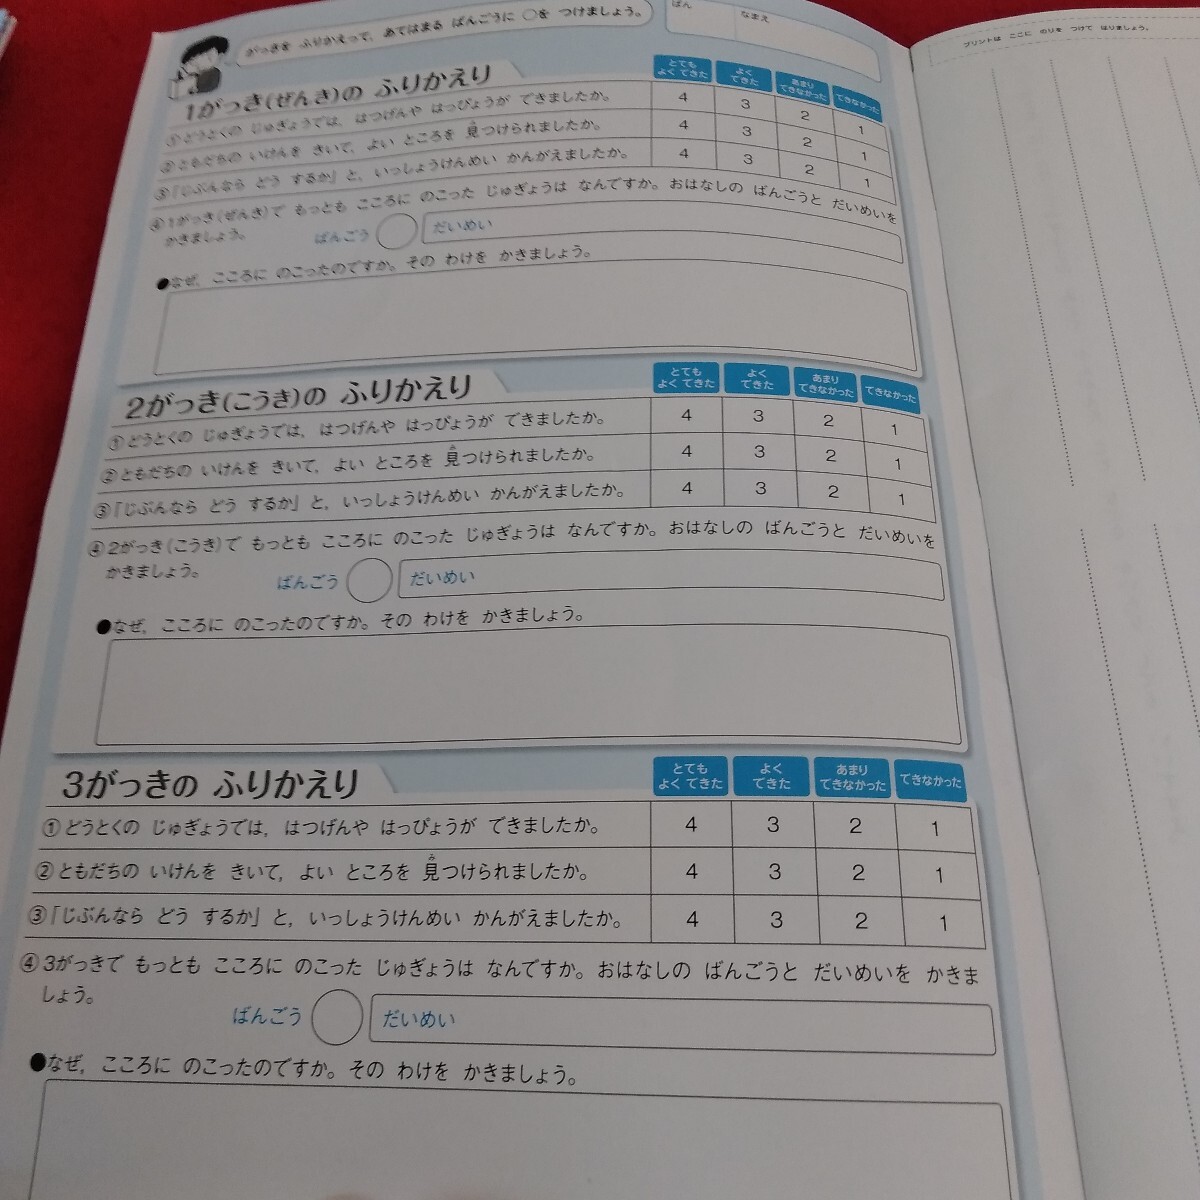 がっきを ふりかえって，あてはまる ばんごうに ○を つけましょう。
ばん
なまえ
1がっき(ぜんき)の ふりかえり
とても よく できた
よく できた
あまり できなかった
できなかった
①どうとくの じゅぎょうでは，はつげんや はっぴょうが できましたか。 4 3 2 1
②ともだちの いけんを きいて，よい ところを 見つけられましたか。 4 3 2 1
③「じぶんなら どう するか」と，いっしょうけんめい かんがえましたか。 4 3 2 1
④1がっき(ぜんき)で もっとも こころに のこった じゅぎょうは なんですか。おはなしの ばんごうと だいめいを
かきましょう。
ばんごう
だいめい
●なぜ，こころに のこったのですか。その わけを かきましょう。
2がっき(こうき)の ふりかえり
とても よく できた
よく できた
あまり できなかった
できなかった
①どうとくの じゅぎょうでは，はつげんや はっぴょうが できましたか。 4 3 2 1
②ともだちの いけんを きいて，よい ところを 見つけられましたか。 4 3 2 1
③「じぶんなら どう するか」と，いっしょうけんめい かんがえましたか。 4 3 2 1
④2がっき(こうき)で もっとも こころに のこった じゅぎょうは なんですか。おはなしの ばんごうと だいめいを
かきましょう。
ばんごう
だいめい
●なぜ，こころに のこったのですか。その わけを かきましょう。
3がっきの ふりかえり
とても よく できた
よく できた
あまり できなかった
できなかった
①どうとくの じゅぎょうでは，はつげんや はっぴょうが できましたか。 4 3 2 1
②ともだちの いけんを きいて，よい ところを 見つけられましたか。 4 3 2 1
③「じぶんなら どう するか」と，いっしょうけんめい かんがえましたか。 4 3 2 1
④3がっきで もっとも こころに のこった じゅぎょうは なんですか。おはなしの ばんごうと だいめいを かきま
しょう。
ばんごう
だいめい
●なぜ，こころに のこったのですか。その わけを かきましょう。
プリントは ここに のりを つけて はりましょう。